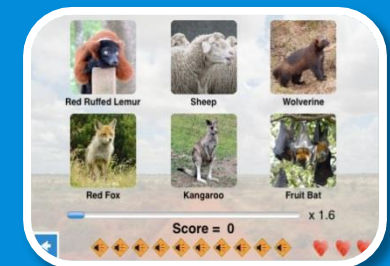 Red Ruffed Lemur Sheep Wolverine
Red Fox Kangaroo Fruit Bat
x 1.6
Score = 0